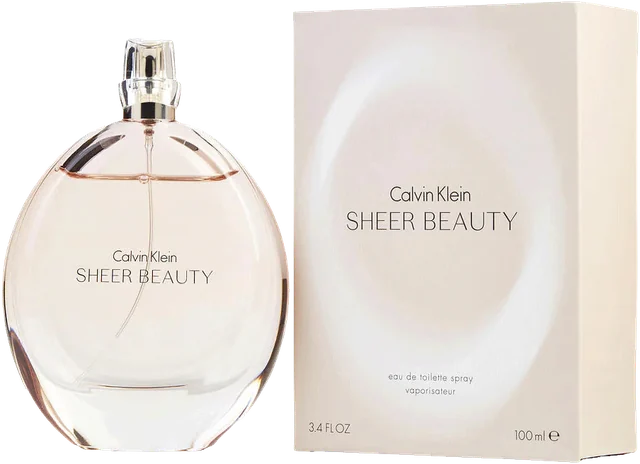 Calvin Klein
SHEER BEAUTY
Calvin Klein
SHEER BEAUTY
eau de toilette spray
vaporisateur
3.4 FL OZ
100 ml ℮